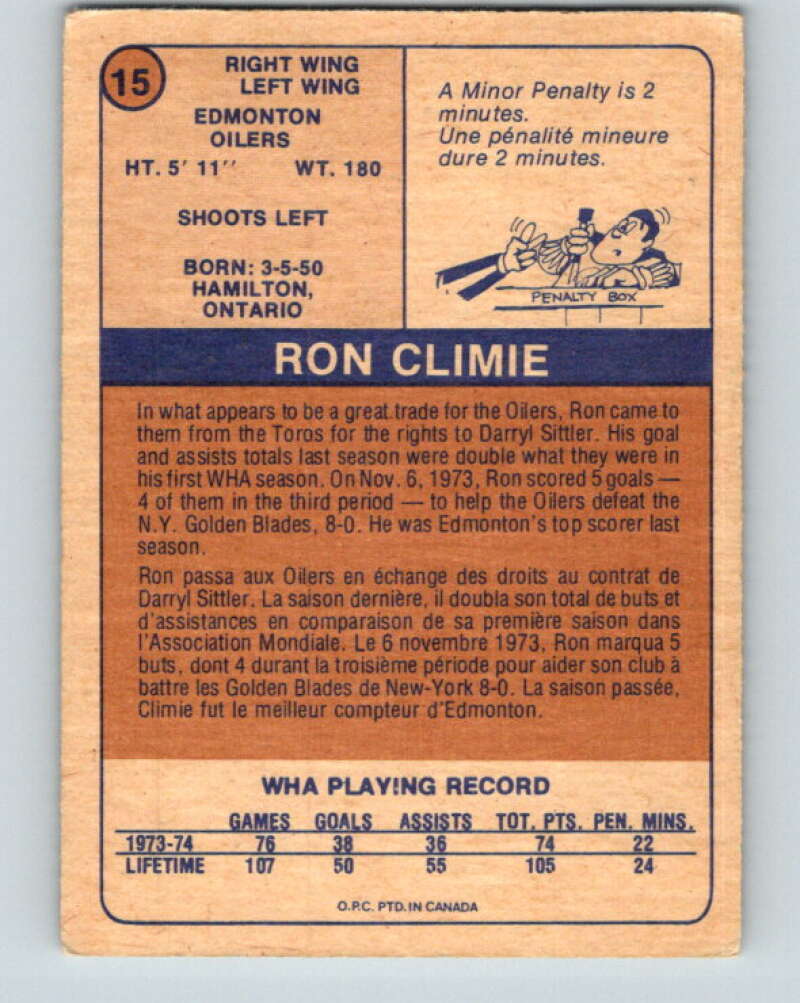 15
RIGHT WING
LEFT WING
EDMONTON
OILERS
HT. 5' 11'' WT. 180
SHOOTS LEFT
BORN: 3-5-50
HAMILTON,
ONTARIO
A Minor Penalty is 2
minutes.
Une pénalité mineure
dure 2 minutes.
PENALTY BOX
RON CLIMIE
In what appears to be a great trade for the Oilers, Ron came to
them from the Toros for the rights to Darryl Sittler. His goal
and assists totals last season were double what they were in
his first WHA season. On Nov. 6, 1973, Ron scored 5 goals —
4 of them in the third period — to help the Oilers defeat the
N.Y. Golden Blades, 8-0. He was Edmonton's top scorer last
season.
Ron passa aux Oilers en échange des droits au contrat de
Darryl Sittler. La saison dernière, il doubla son total de buts et
d'assistances en comparaison de sa première saison dans
l'Association Mondiale. Le 6 novembre 1973, Ron marqua 5
buts, dont 4 durant la troisième période pour aider son club à
battre les Golden Blades de New-York 8-0. La saison passée,
Climie fut le meilleur compteur d'Edmonton.
WHA PLAYING RECORD
GAMES GOALS ASSISTS TOT. PTS. PEN. MINS.
1973-74 76 38 36 74 22
LIFETIME 107 50 55 105 24
O.P.C. PTD. IN CANADA